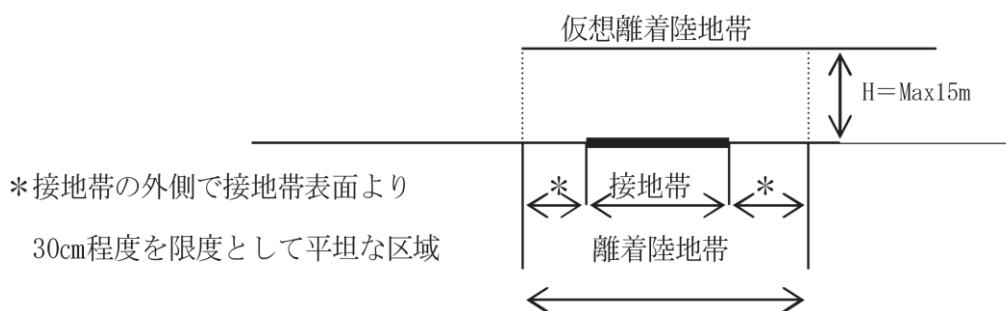 仮想離着陸地帯
H=Max15m
*接地帯の外側で接地帯表面より
30cm程度を限度として平坦な区域
* 接地帯 *
離着陸地帯